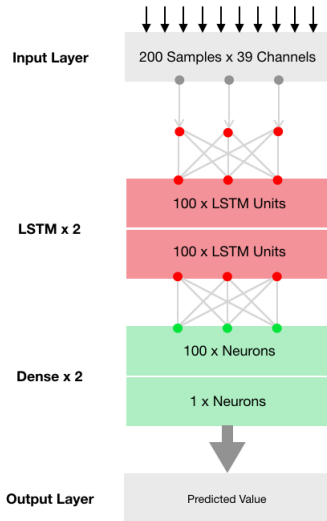 Input Layer
200 Samples x 39 Channels
LSTM x 2
100 x LSTM Units
100 x LSTM Units
Dense x 2
100 x Neurons
1 x Neurons
Output Layer
Predicted Value